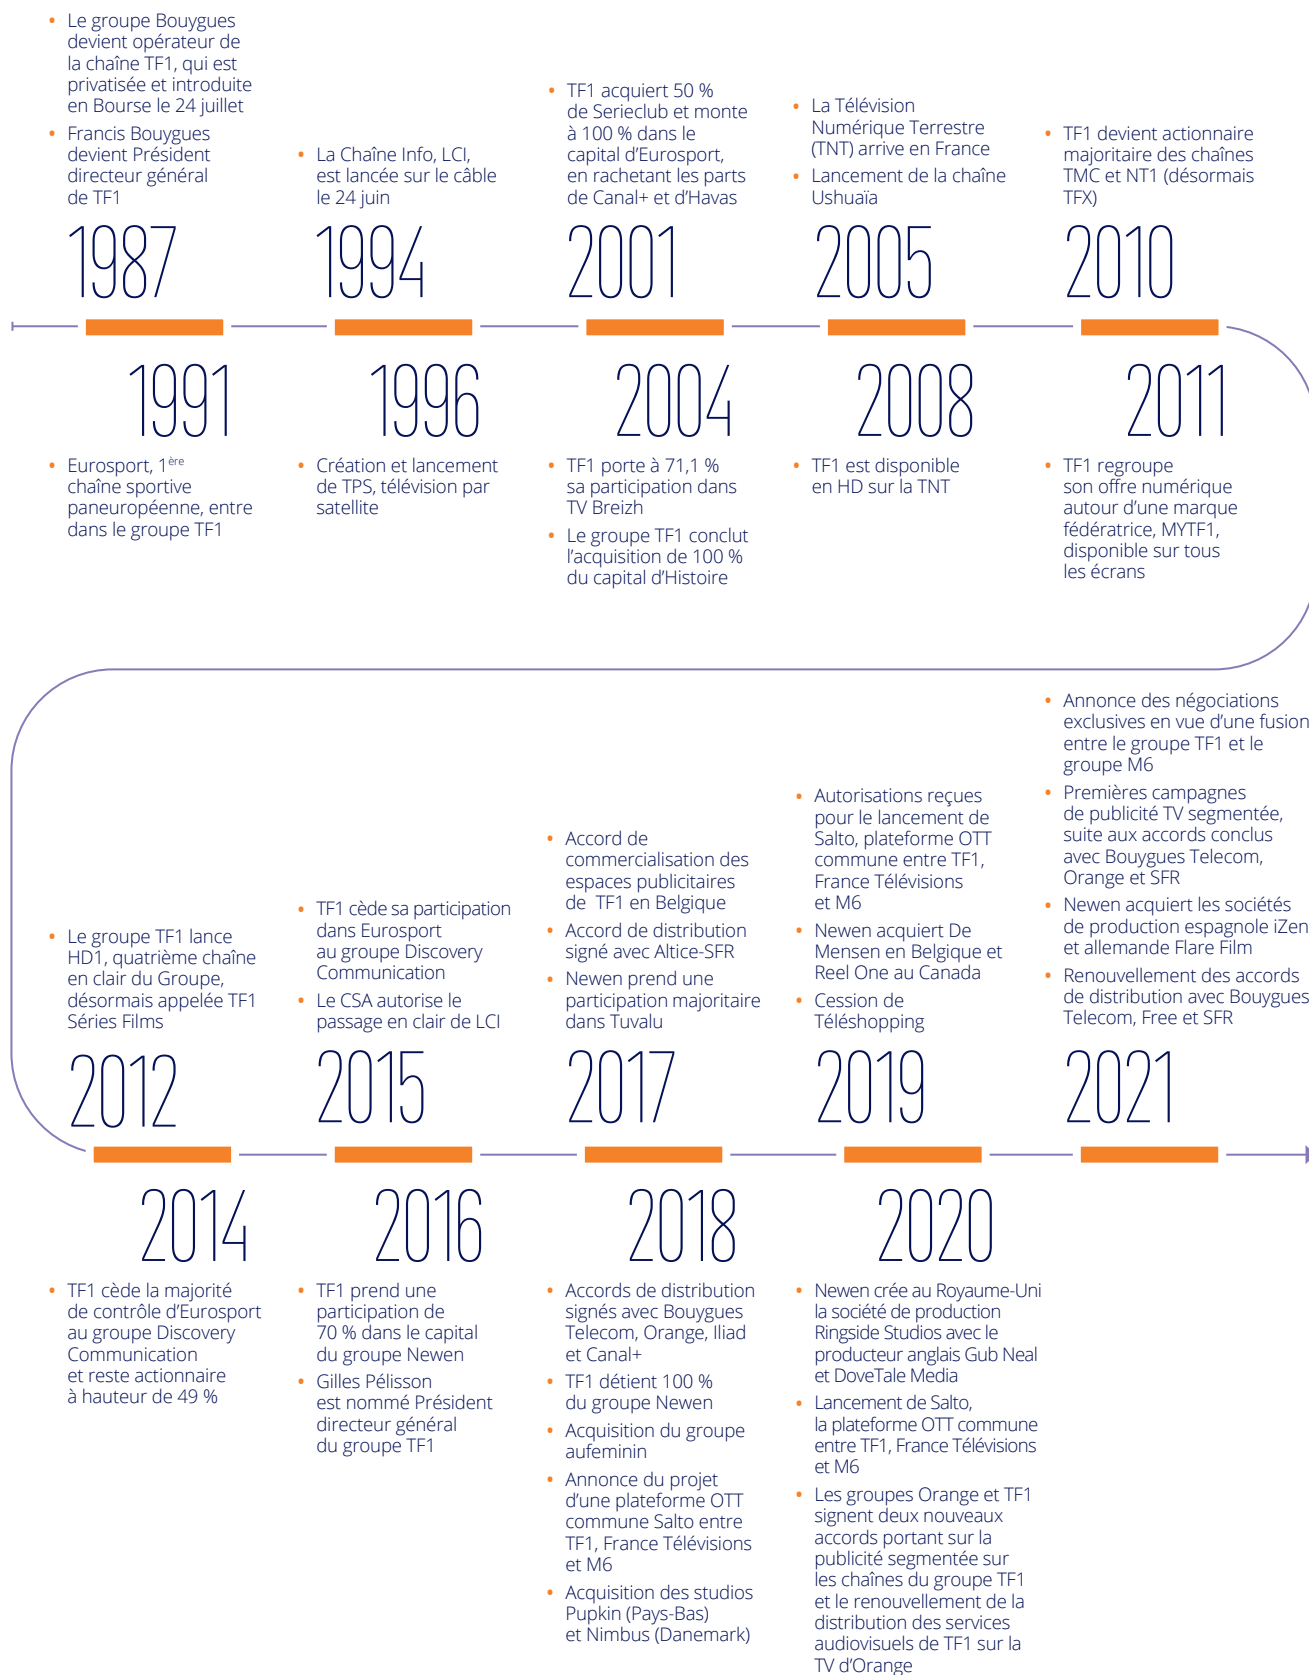 • Le groupe Bouygues
devient opérateur de
la chaîne TF1, qui est
privatisée et introduite
en Bourse le 24 juillet
• Francis Bouygues
devient Président
directeur général
de TF1
1987
• La Chaîne Info, LCI,
est lancée sur le câble
le 24 juin
1994
• TF1 acquiert 50 %
de Serieclub et monte
à 100 % dans le
capital d’Eurosport,
en rachetant les parts
de Canal+ et d’Havas
2001
• La Télévision
Numérique Terrestre
(TNT) arrive en France
• Lancement de la chaîne
Ushuaïa
2005
• TF1 devient actionnaire
majoritaire des chaînes
TMC et NT1 (désormais
TFX)
2010
1991
• Eurosport, 1ère
chaîne sportive
paneuropéenne, entre
dans le groupe TF1
1996
• Création et lancement
de TPS, télévision par
satellite
2004
• TF1 porte à 71,1 %
sa participation dans
TV Breizh
• Le groupe TF1 conclut
l’acquisition de 100 %
du capital d’Histoire
2008
• TF1 est disponible
en HD sur la TNT
2011
• TF1 regroupe
son offre numérique
autour d’une marque
fédératrice, MYTF1,
disponible sur tous
les écrans
• Le groupe TF1 lance
HD1, quatrième chaîne
en clair du Groupe,
désormais appelée TF1
Séries Films
2012
• TF1 cède sa participation
dans Eurosport
au groupe Discovery
Communication
• Le CSA autorise le
passage en clair de LCI
2015
• Accord de
commercialisation des
espaces publicitaires
de TF1 en Belgique
• Accord de distribution
signé avec Altice-SFR
• Newen prend une
participation majoritaire
dans Tuvalu
2017
• Autorisations reçues
pour le lancement de
Salto, plateforme OTT
commune entre TF1,
France Télévisions
et M6
• Newen acquiert De
Mensen en Belgique et
Reel One au Canada
• Cession de
Téléshopping
2019
• Annonce des négociations
exclusives en vue d’une fusion
entre le groupe TF1 et le
groupe M6
• Premières campagnes
de publicité TV segmentée,
suite aux accords conclus
avec Bouygues Telecom,
Orange et SFR
• Newen acquiert les sociétés
de production espagnole iZen
et allemande Flare Film
• Renouvellement des accords
de distribution avec Bouygues
Telecom, Free et SFR
2021
2014
• TF1 cède la majorité
de contrôle d’Eurosport
au groupe Discovery
Communication
et reste actionnaire
à hauteur de 49 %
2016
• TF1 prend une
participation de
70 % dans le capital
du groupe Newen
• Gilles Pélisson
est nommé Président
directeur général
du groupe TF1
2018
• Accords de distribution
signés avec Bouygues
Telecom, Orange, Iliad
et Canal+
• TF1 détient 100 %
du groupe Newen
• Acquisition du groupe
aufeminin
• Annonce du projet
d’une plateforme OTT
commune Salto entre
TF1, France Télévisions
et M6
• Acquisition des studios
Pupkin (Pays-Bas)
et Nimbus (Danemark)
2020
• Newen crée au Royaume-Uni
la société de production
Ringside Studios avec le
producteur anglais Gub Neal
et DoveTale Media
• Lancement de Salto,
la plateforme OTT commune
entre TF1, France Télévisions
et M6
• Les groupes Orange et TF1
signent deux nouveaux
accords portant sur la
publicité segmentée sur
les chaînes du groupe TF1
et le renouvellement de la
distribution des services
audiovisuels de TF1 sur la
TV d’Orange